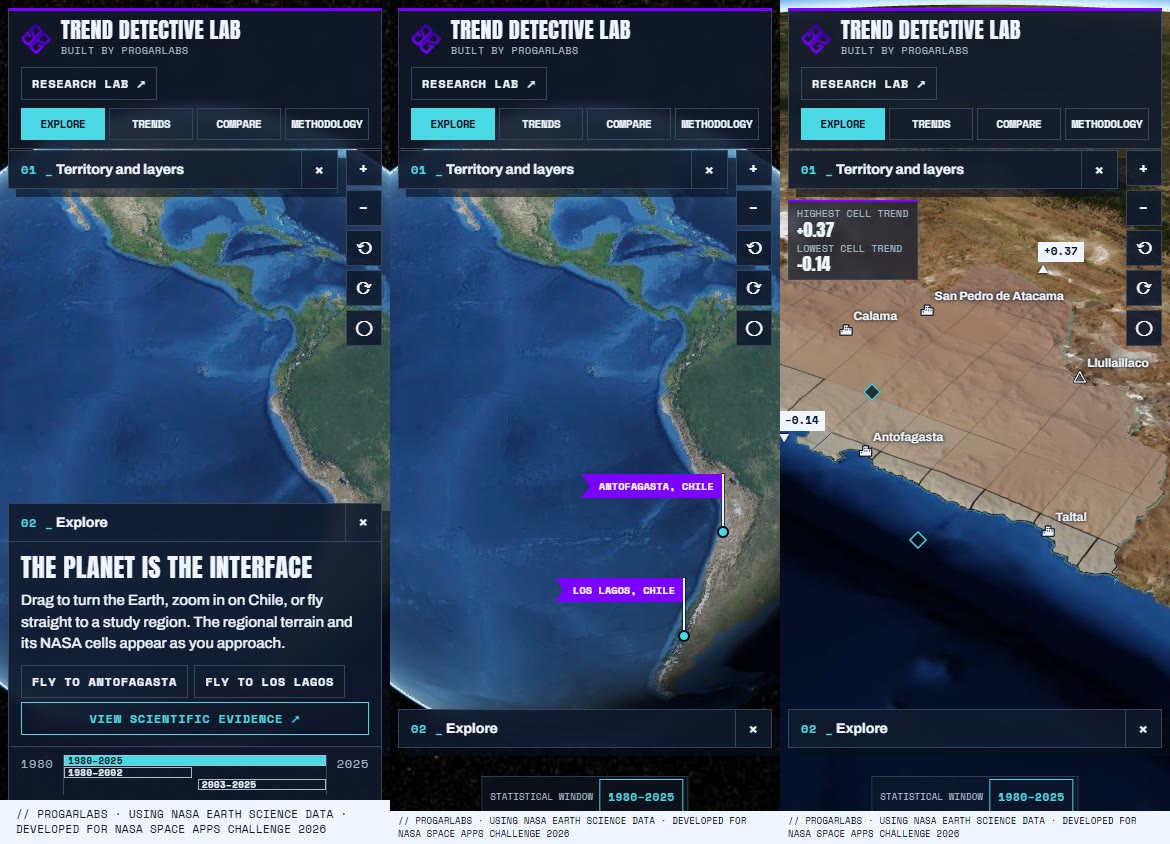 TREND DETECTIVE LAB
BUILT BY PROGARLABS
RESEARCH LAB ↗
EXPLORE
TRENDS
COMPARE
METHODOLOGY
01 _ Territory and layers
×
+
−
02 _ Explore
×
THE PLANET IS THE INTERFACE
Drag to turn the Earth, zoom in on Chile, or fly
straight to a study region. The regional terrain and
its NASA cells appear as you approach.
FLY TO ANTOFAGASTA
FLY TO LOS LAGOS
VIEW SCIENTIFIC EVIDENCE ↗
1980
1980–2025
2025
1980–2002
2003–2025
// PROGARLABS · USING NASA EARTH SCIENCE DATA ·
DEVELOPED FOR NASA SPACE APPS CHALLENGE 2026
TREND DETECTIVE LAB
BUILT BY PROGARLABS
RESEARCH LAB ↗
EXPLORE
TRENDS
COMPARE
METHODOLOGY
01 _ Territory and layers
×
+
−
ANTOFAGASTA, CHILE
LOS LAGOS, CHILE
02 _ Explore
×
STATISTICAL WINDOW
1980–2025
// PROGARLABS · USING NASA EARTH SCIENCE DATA · DEVELOPED FOR
NASA SPACE APPS CHALLENGE 2026
TREND DETECTIVE LAB
BUILT BY PROGARLABS
RESEARCH LAB ↗
EXPLORE
TRENDS
COMPARE
METHODOLOGY
01 _ Territory and layers
×
+
−
HIGHEST CELL TREND
+0.37
LOWEST CELL TREND
-0.14
+0.37
San Pedro de Atacama
Calama
Llullaillaco
-0.14
Antofagasta
Taltal
02 _ Explore
×
STATISTICAL WINDOW
1980–2025
// PROGARLABS · USING NASA EARTH SCIENCE DATA · DEVELOPED FOR
NASA SPACE APPS CHALLENGE 2026